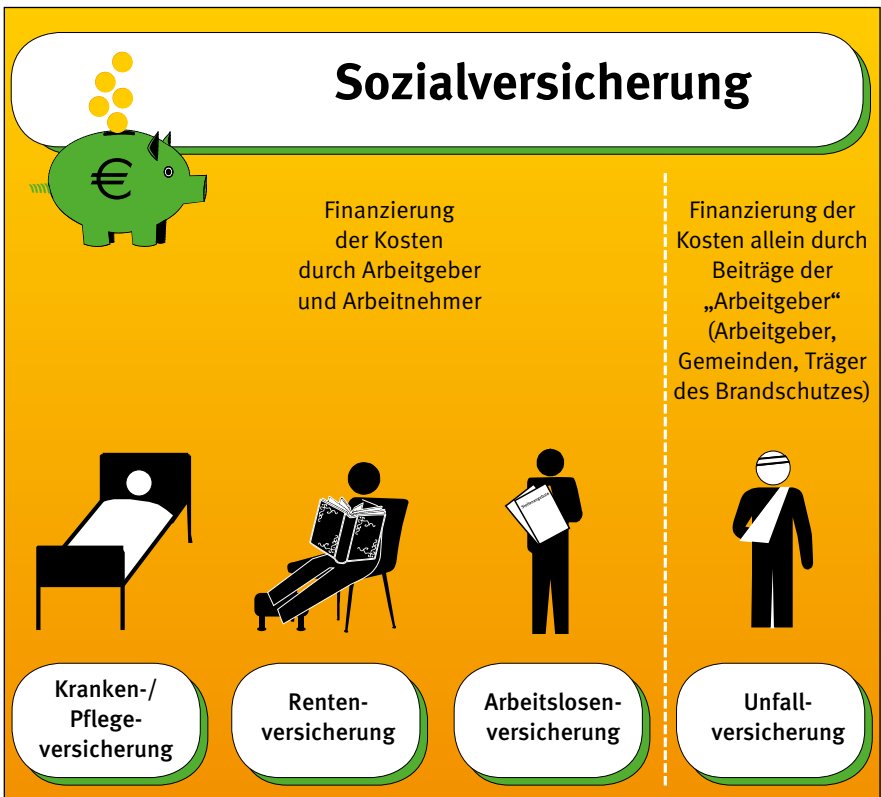 Sozialversicherung
€
Finanzierung
der Kosten
durch Arbeitgeber
und Arbeitnehmer
Finanzierung der
Kosten allein durch
Beiträge der
„Arbeitgeber“
(Arbeitgeber,
Gemeinden, Träger
des Brandschutzes)
Stellenangebote
Kranken-/
Pflege-
versicherung
Renten-
versicherung
Arbeitslosen-
versicherung
Unfall-
versicherung